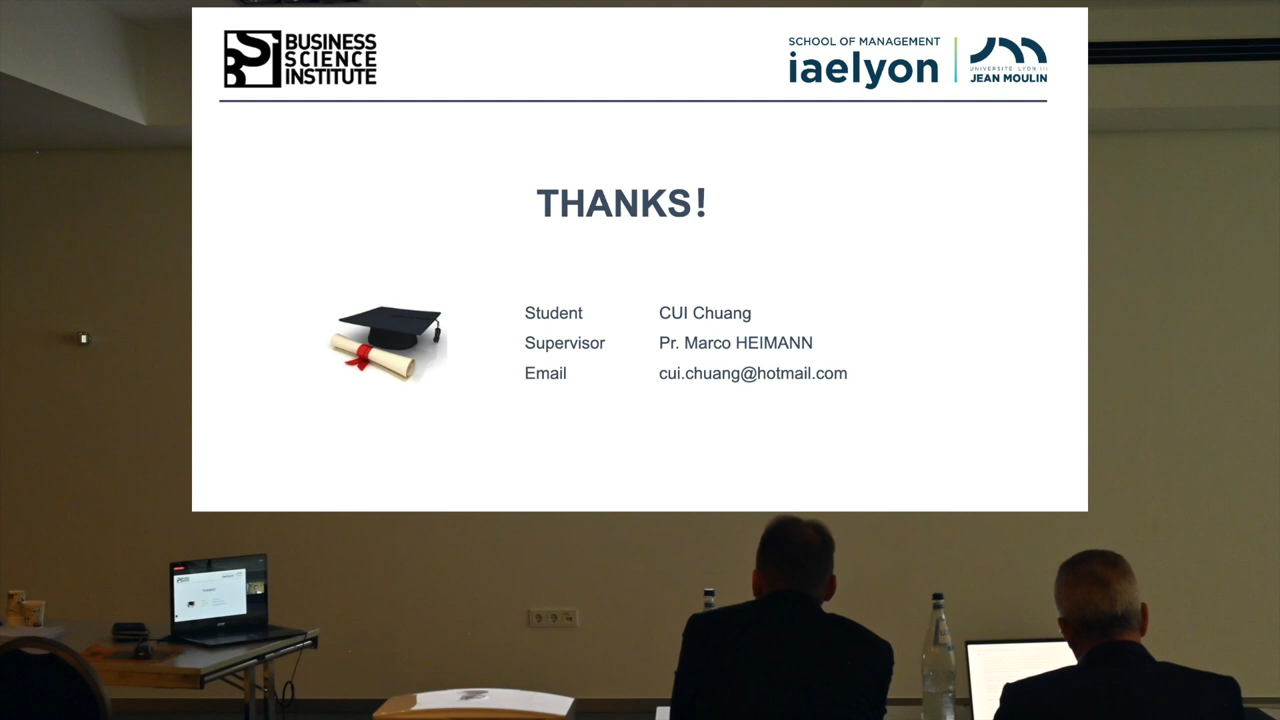 BUSINESS
SCIENCE
INSTITUTE
SCHOOL OF MANAGEMENT
iaelyon
UNIVERSITÉ LYON III
JEAN MOULIN
THANKS!
Student CUI Chuang
Supervisor Pr. Marco HEIMANN
Email cui.chuang@hotmail.com
THANKS!